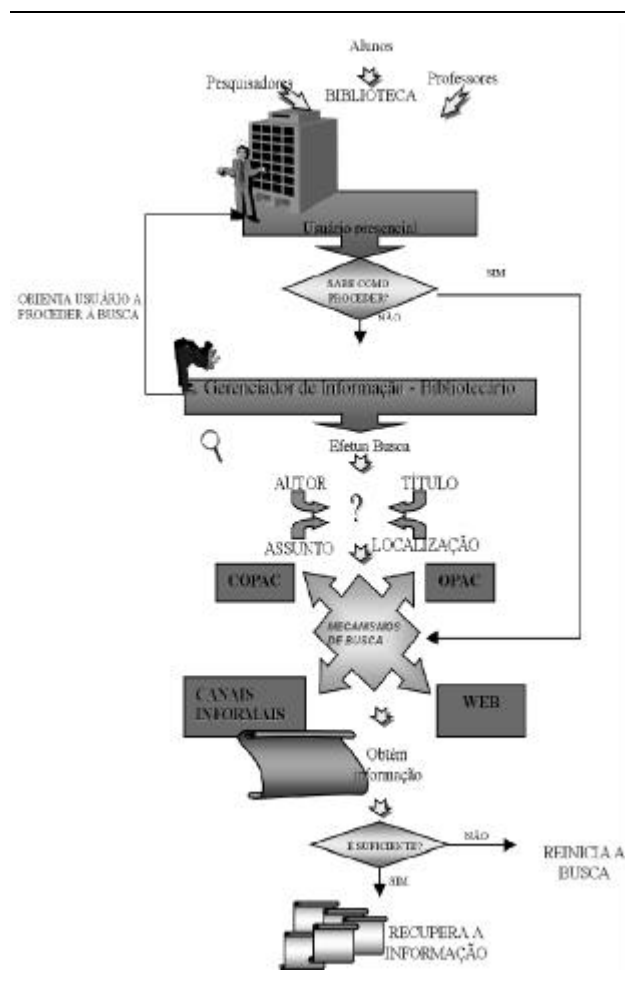 Alunos
Pesquisadores
Professores
BIBLIOTECA
Usuário presencial
SABE COMO
PROCEDER?
SIM
NÃO
ORIENTA USUÁRIO A
PROCEDER À BUSCA
Gerenciador de Informação - Bibliotecário
Efetua Busca
AUTOR
TÍTULO
?
ASSUNTO
LOCALIZAÇÃO
COPAC
OPAC
MECANISMOS
DE BUSCA
CANAIS
INFORMAIS
WEB
Obtém
informação
É SUFICIENTE?
NÃO
REINICIA A
BUSCA
SIM
RECUPERA A
INFORMAÇÃO